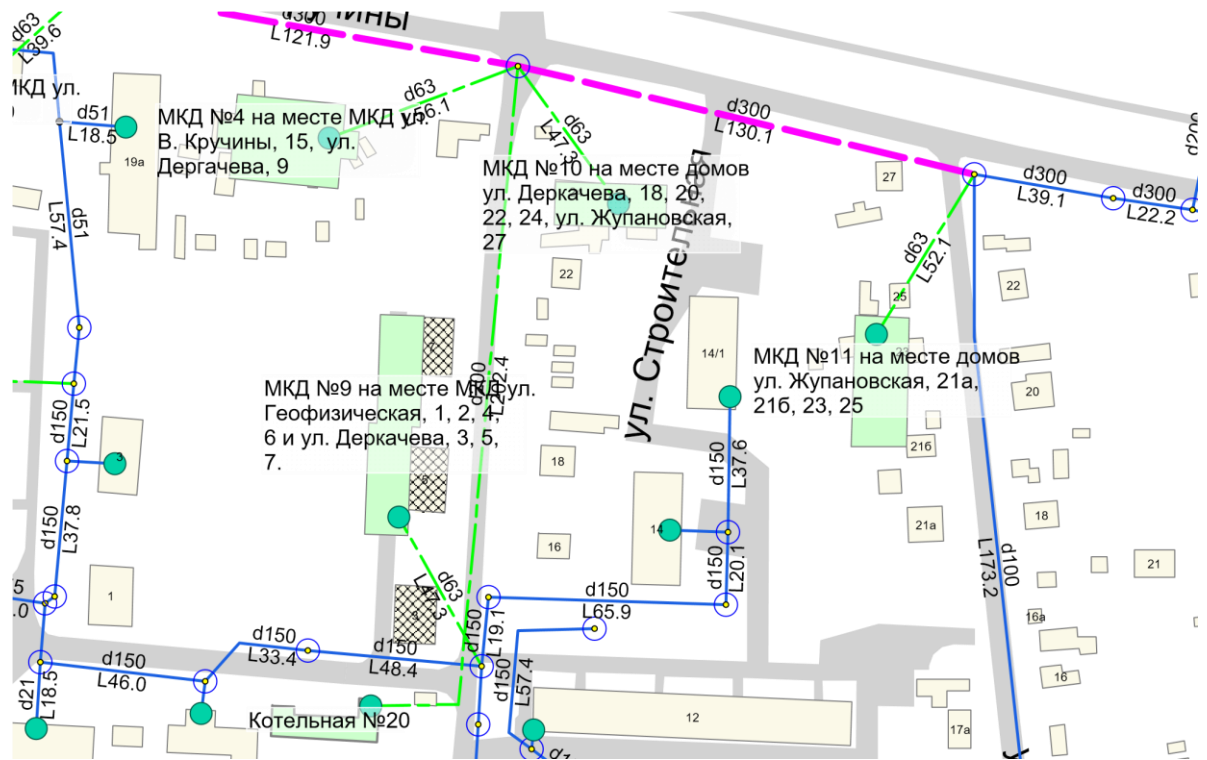 d63
L39.6
d300
L121.9
d63
L56.1
d63
d300
L130.1
d200
МКД ул.
d51
L18.5
19а
МКД №4 на месте МКД ул.
В. Кручины, 15, ул.
Дергачева, 9
МКД №10 на месте домов
ул. Деркачева, 18, 20,
22, 24, ул. Жупановская,
27
27
d300
L39.1
d300
L22.2
d51
L57.4
22
d63
L52.1
25
22
ул. Строительская
14/1
МКД №11 на месте домов
ул. Жупановская, 21а,
21б, 23, 25
23
20
d150
L21.5
МКД №9 на месте МКД ул.
Геофизическая, 1, 2, 4,
6 и ул. Деркачева, 3, 5,
7.
3
18
d150
L37.6
21б
d150
L37.8
14
21а
18
16
d150
L20.1
d100
L173.2
21
1
d63
L47.3
d150
L65.9
d150
L19.1
16а
d150
L33.4
d150
L48.4
d150
L46.0
d21
L18.5
d150
L57.4
16
12
17а
Котельная №20